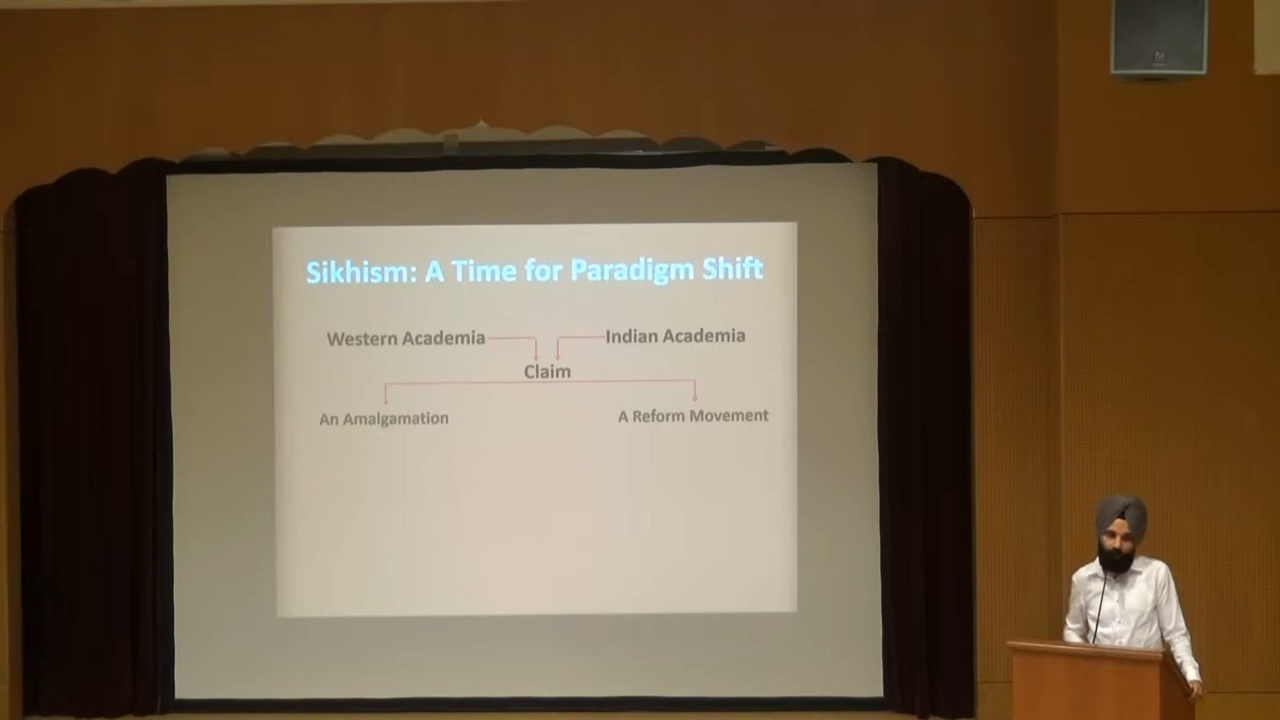 Sikhism: A Time for Paradigm Shift
Western Academia
Indian Academia
Claim
An Amalgamation
A Reform Movement